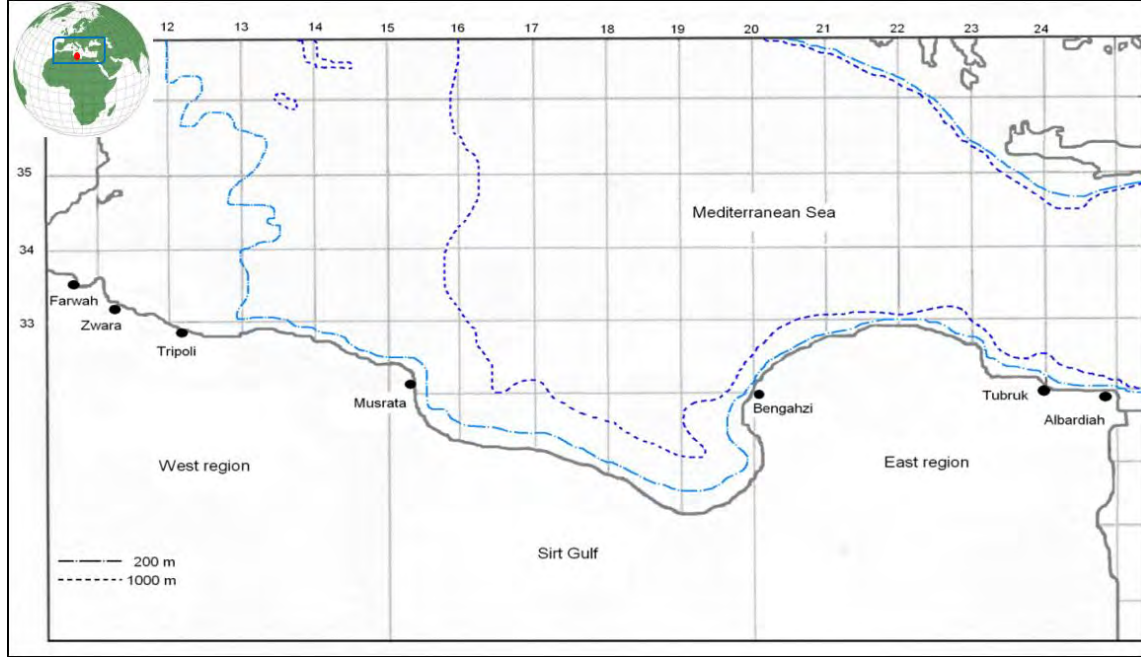 12 13 14 15 16 17 18 19 20 21 22 23 24
35
Mediterranean Sea
34
Farwah
33
Zwara
Tripoli
Musrata
Bengahzi
Tubruk
Albardiah
West region
East region
Sirt Gulf
200 m
1000 m